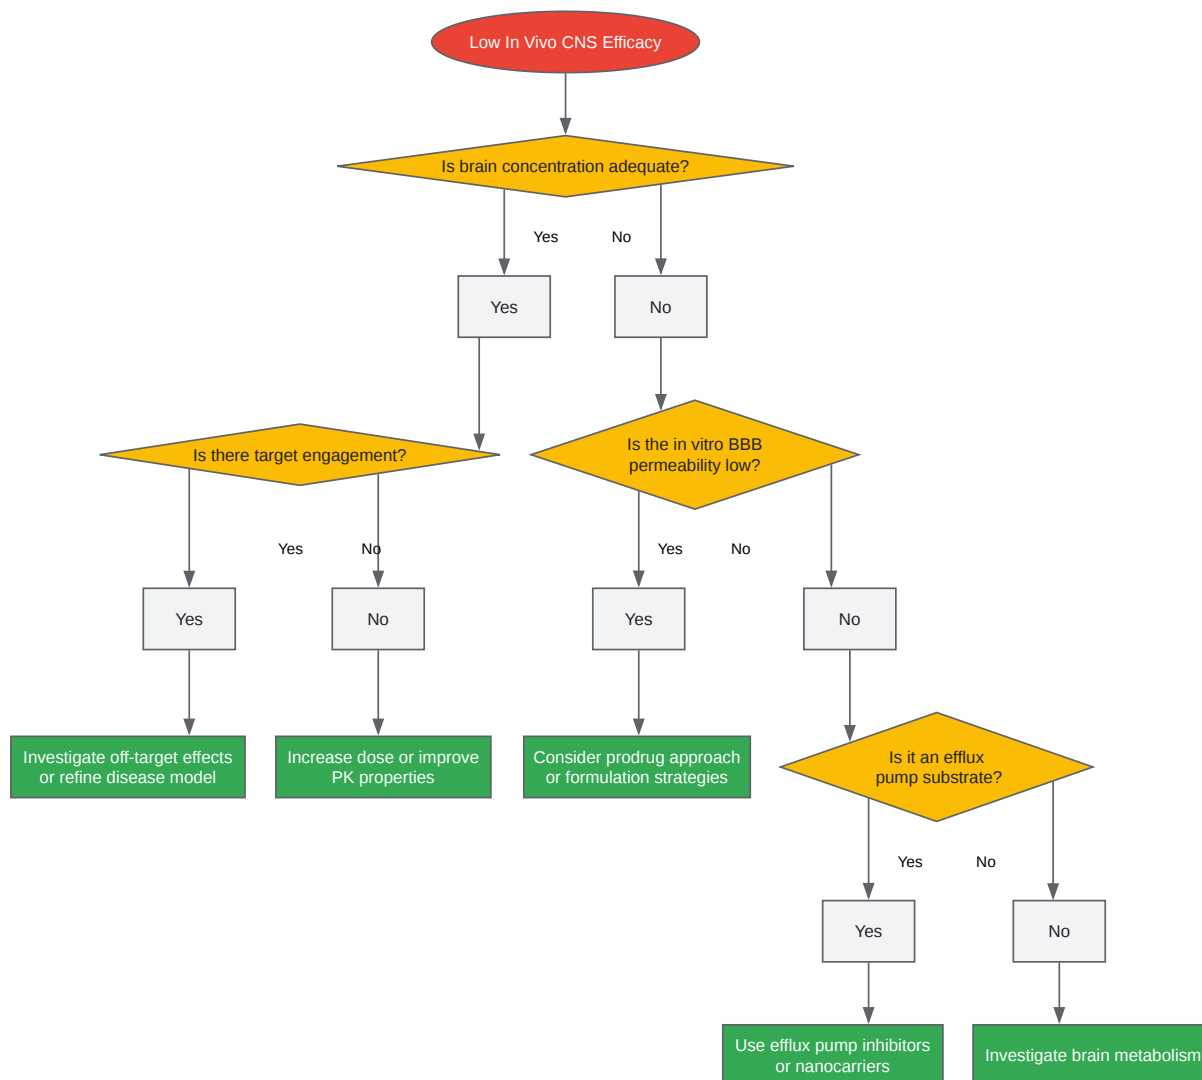 Low In Vivo CNS Efficacy
Is brain concentration adequate?
Yes
No
Yes
No
Is there target engagement?
Is the in vitro BBB
permeability low?
Yes
No
Yes
No
Yes
No
Yes
No
Investigate off-target effects
or refine disease model
Increase dose or improve
PK properties
Consider prodrug approach
or formulation strategies
Is it an efflux
pump substrate?
Yes
No
Yes
No
Use efflux pump inhibitors
or nanocarriers
Investigate brain metabolism